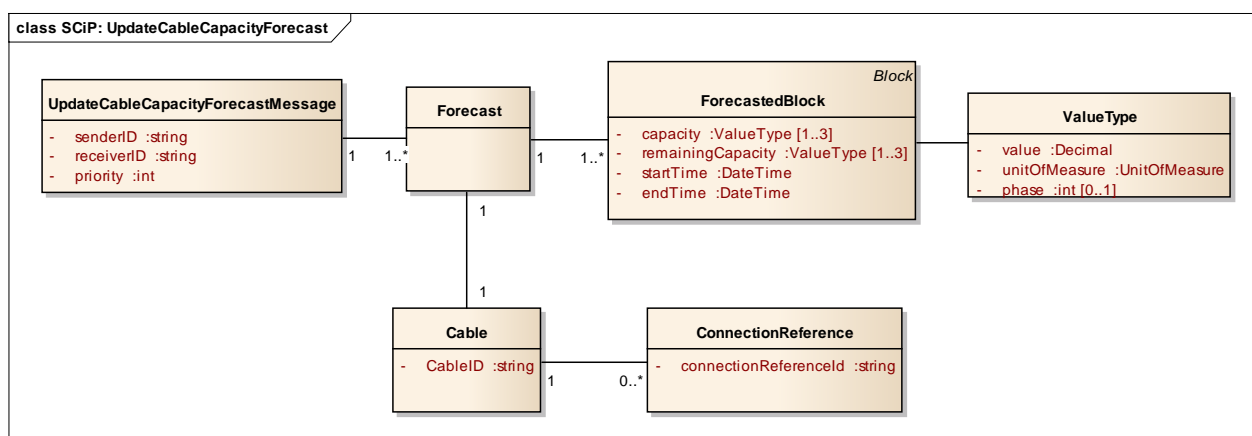 class SCiP: UpdateCableCapacityForecast
UpdateCableCapacityForecastMessage
- senderID :string
- receiverID :string
- priority :int
1
1..*
Forecast
1
1..*
Block
ForecastedBlock
- capacity :ValueType [1..3]
- remainingCapacity :ValueType [1..3]
- startTime :DateTime
- endTime :DateTime
ValueType
- value :Decimal
- unitOfMeasure :UnitOfMeasure
- phase :int [0..1]
1
1
Cable
- CableID :string
1
0..*
ConnectionReference
- connectionReferenceId :string